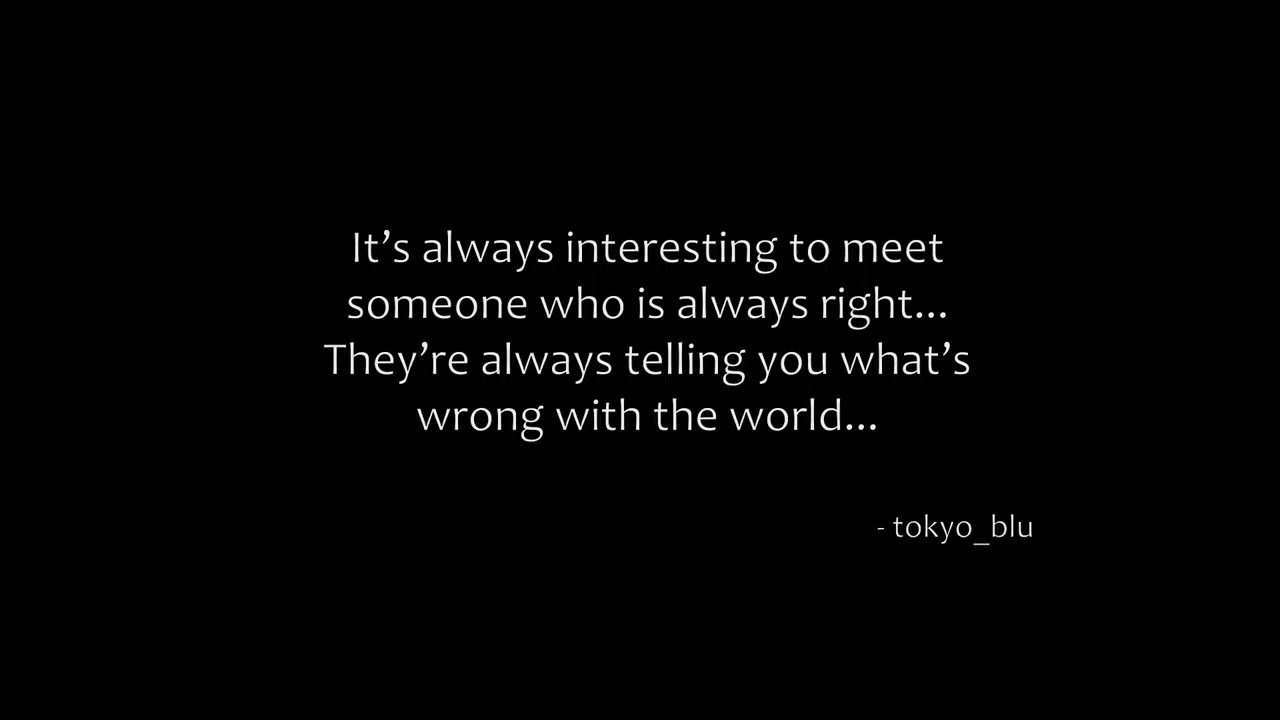 It’s always interesting to meet
someone who is always right...
They’re always telling you what’s
wrong with the world...
- tokyo_blu